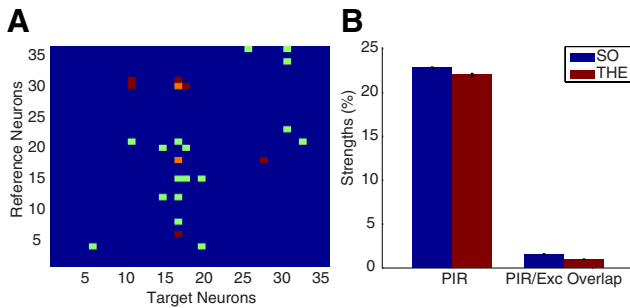 A
35
30
25
20
15
10
5
Reference Neurons
5 10 15 20 25 30 35
Target Neurons
B
25
20
15
10
5
0
Strengths (%)
SO
THE
PIR PIR/Exc Overlap